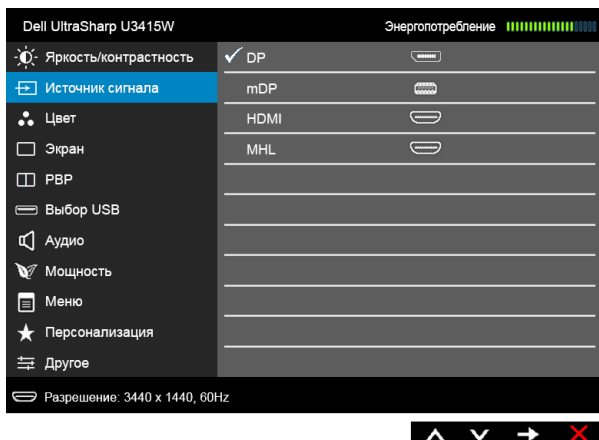 Dell UltraSharp U3415W Энергопотребление
Яркость/контрастность DP
Источник сигнала mDP
Цвет HDMI
Экран MHL
PBP
Выбор USB
Аудио
Мощность
Меню
Персонализация
Другое
Разрешение: 3440 x 1440, 60Hz